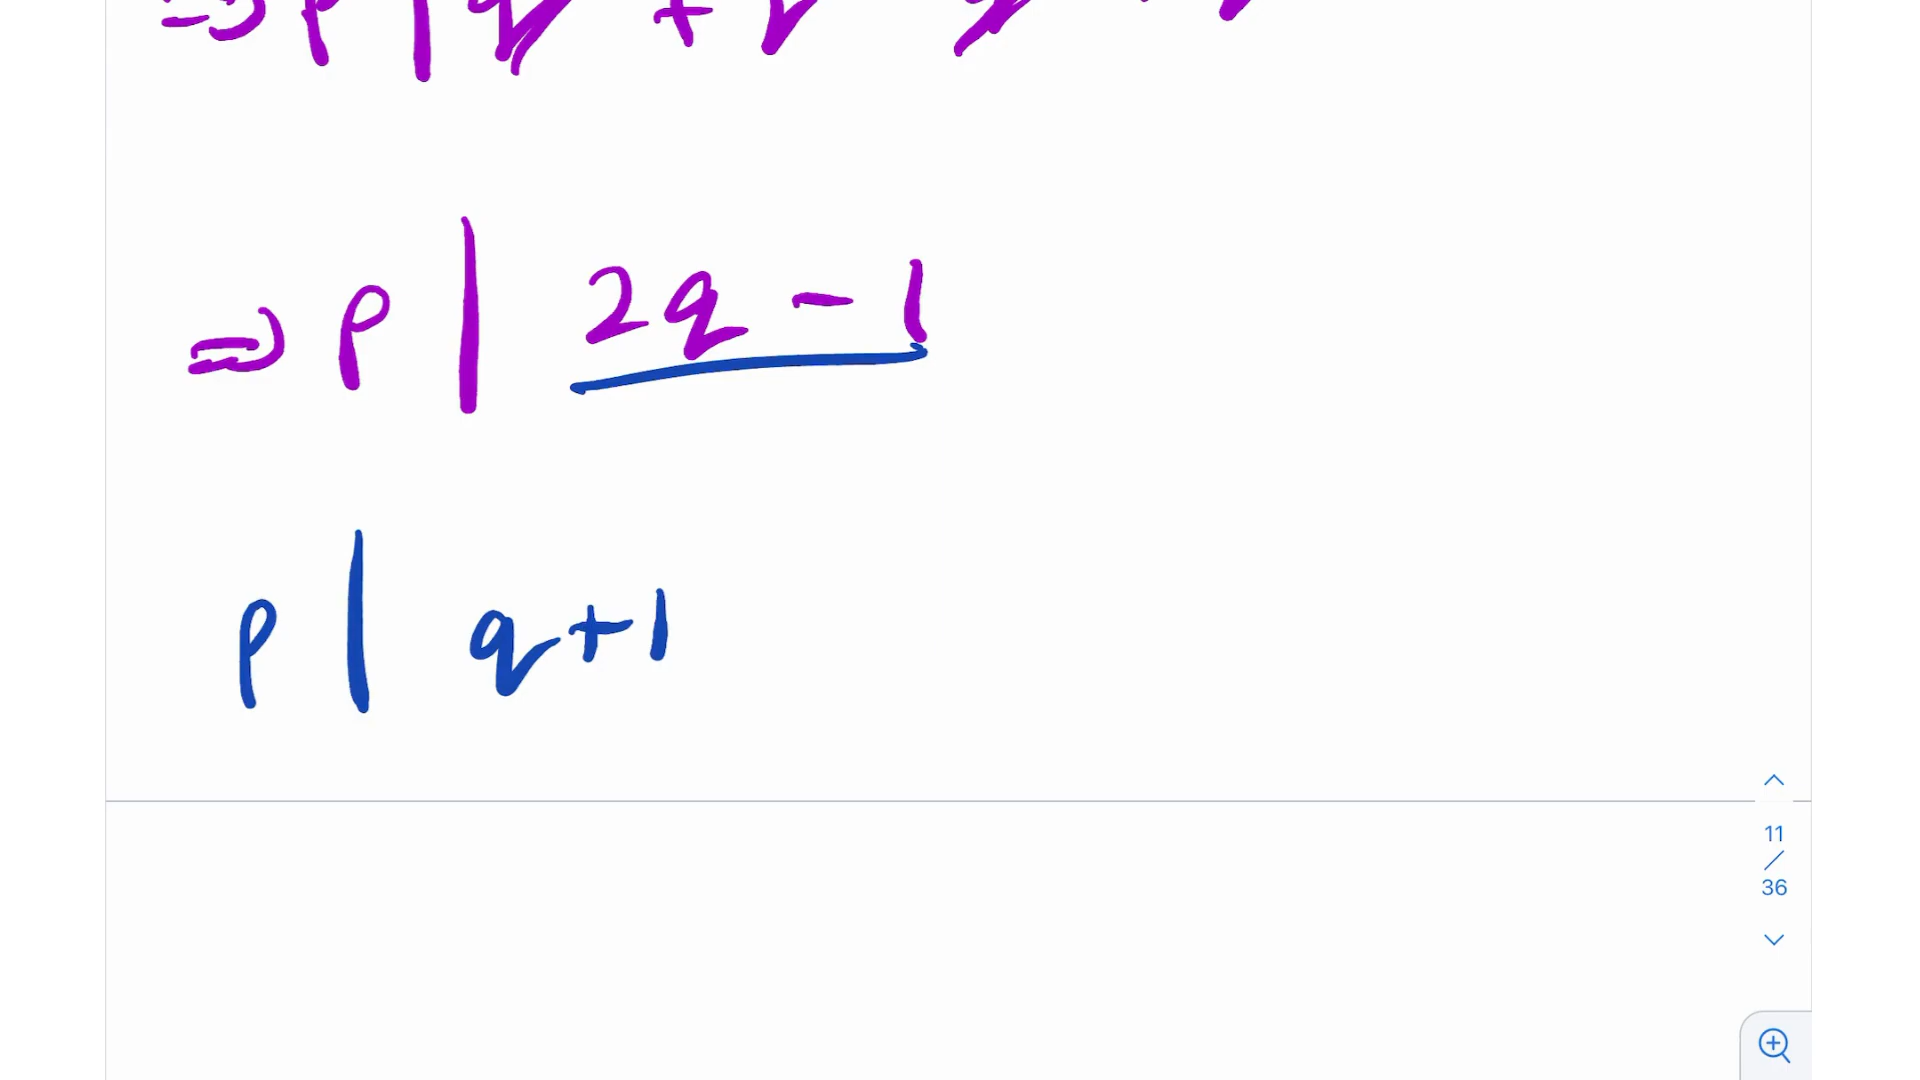 ⇒ p | 2q - 1
p | q+1
11
/
36